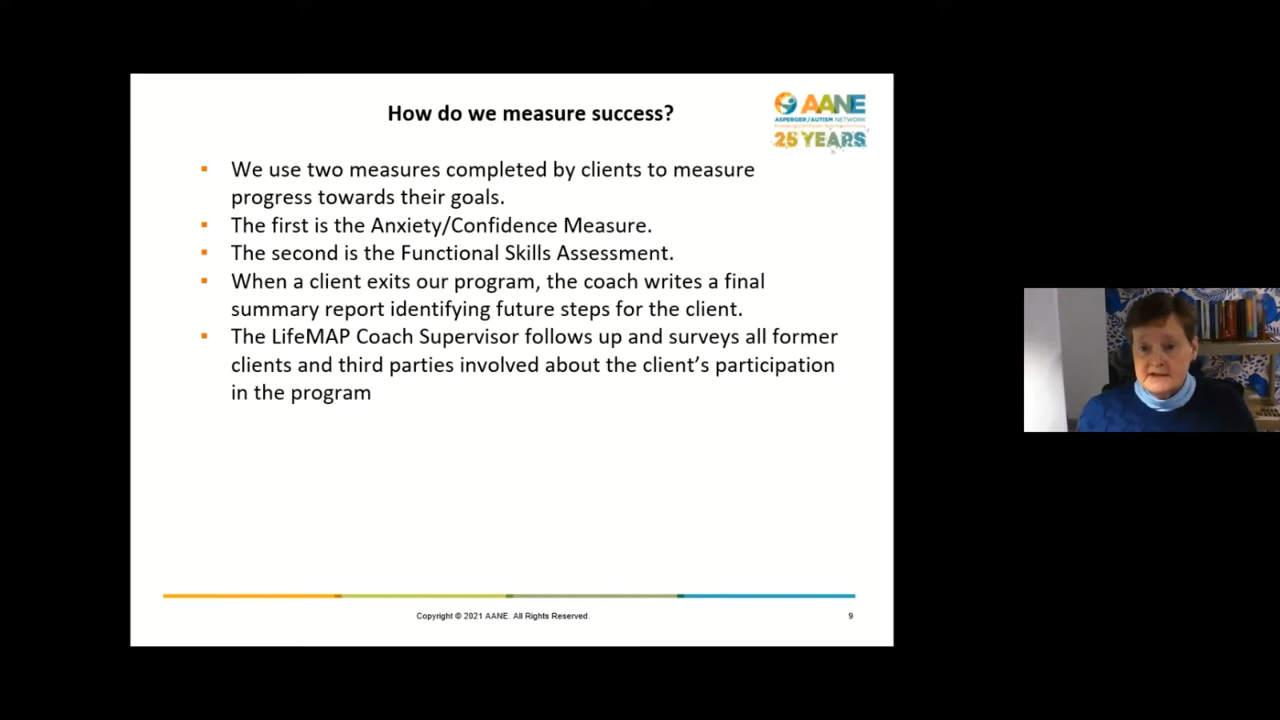 How do we measure success?
AANE
ASPERGER/AUTISM NETWORK
25 YEARS
▪ We use two measures completed by clients to measure
progress towards their goals.
▪ The first is the Anxiety/Confidence Measure.
▪ The second is the Functional Skills Assessment.
▪ When a client exits our program, the coach writes a final
summary report identifying future steps for the client.
▪ The LifeMAP Coach Supervisor follows up and surveys all former
clients and third parties involved about the client’s participation
in the program
Copyright © 2021 AANE. All Rights Reserved.
9